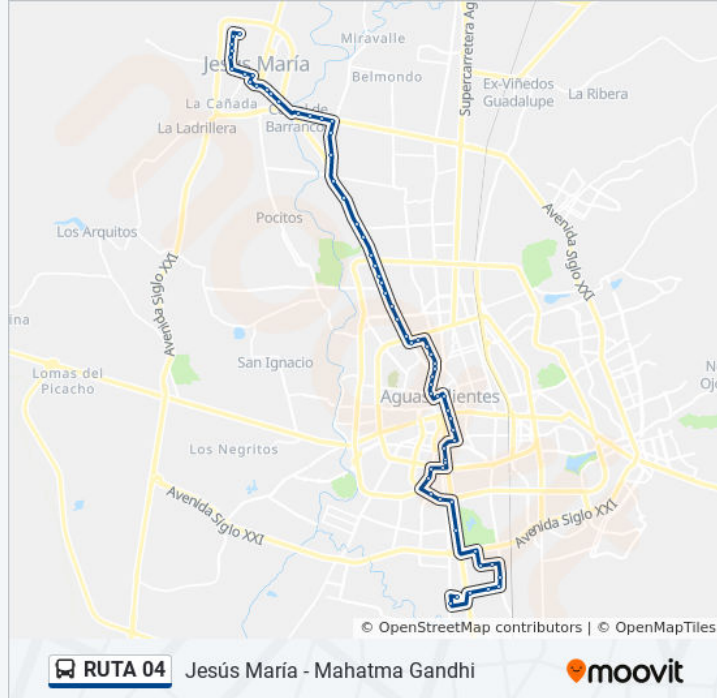 Miravalle
Supercarretera Ag
Jesús María
Belmondo
Ex-Viñedos
Guadalupe
La Ribera
La Cañada
Barranco
La Ladrillera
Avenida Siglo XXI
Pocitos
Los Arquitos
Avenida Siglo XXI
ina
San Ignacio
Lomas del
Picacho
N
Ojo
Los Negritos
Avenida Siglo XXI
Avenida Siglo XXI
© OpenStreetMap contributors | © OpenMapTiles
RUTA 04
Jesús María - Mahatma Gandhi
moovit